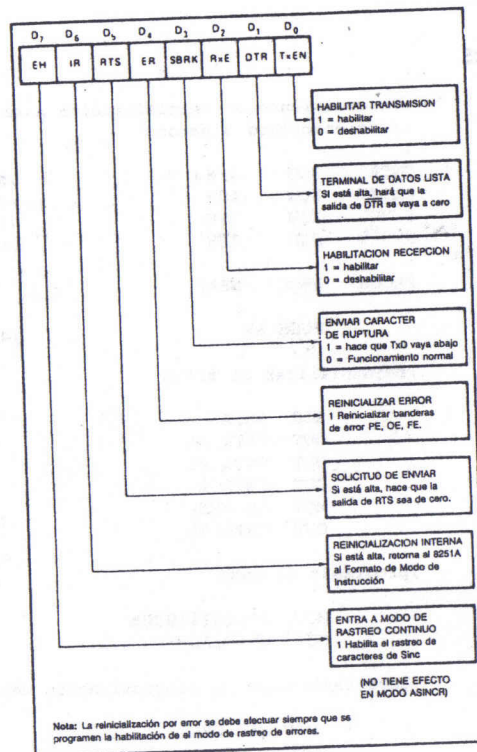 D7 D6 D5 D4 D3 D2 D1 D0
EH IR RTS ER SBRK RxE DTR TxEN
HABILITAR TRANSMISION
1 = habilitar
0 = deshabilitar
TERMINAL DE DATOS LISTA
Si está alta, hará que la
salida de DTR se vaya a cero
HABILITACION RECEPCION
1 = habilitar
0 = deshabilitar
ENVIAR CARACTER
DE RUPTURA
1 = hace que TxD vaya abajo
0 = Funcionamiento normal
REINICIALIZAR ERROR
1 Reinicializar banderas
de error PE, OE, FE.
SOLICITUD DE ENVIAR
Si está alta, hace que la
salida de RTS sea de cero.
REINICIALIZACION INTERNA
Si está alta, retorna al 8251A
al Formato de Modo de
Instrucción
ENTRA A MODO DE
RASTREO CONTINUO
1 Habilita el rastreo de
caracteres de Sinc
(NO TIENE EFECTO
EN MODO ASINCR)
Nota: La reinicialización por error se debe efectuar siempre que se
programen la habilitación de el modo de rastreo de errores.